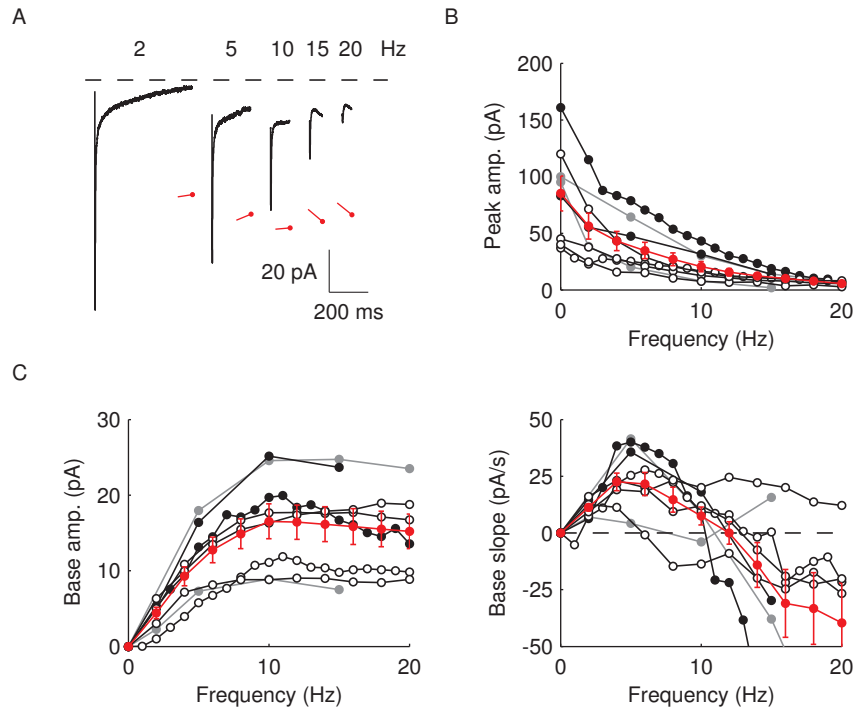 A
2 5 10 15 20 Hz
20 pA
200 ms
B
200
150
100
50
0
Peak amp. (pA)
0 10 20
Frequency (Hz)
C
30
20
10
0
Base amp. (pA)
0 10 20
Frequency (Hz)
50
25
0
-25
-50
Base slope (pA/s)
0 10 20
Frequency (Hz)